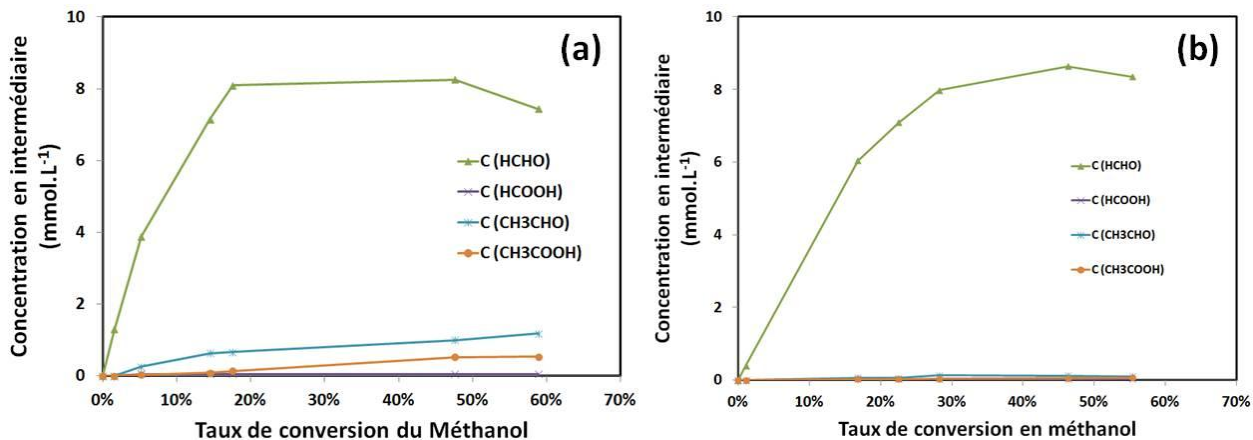 (a)
Concentration en intermédiaire
(mmol.L-1)
10
8
6
4
2
0
C (HCHO)
C (HCOOH)
C (CH3CHO)
C (CH3COOH)
0% 10% 20% 30% 40% 50% 60% 70%
Taux de conversion du Méthanol
(b)
Concentration en intermédiaire
(mmol.L-1)
10
8
6
4
2
0
C (HCHO)
C (HCOOH)
C (CH3CHO)
C (CH3COOH)
0% 10% 20% 30% 40% 50% 60% 70%
Taux de conversion en méthanol